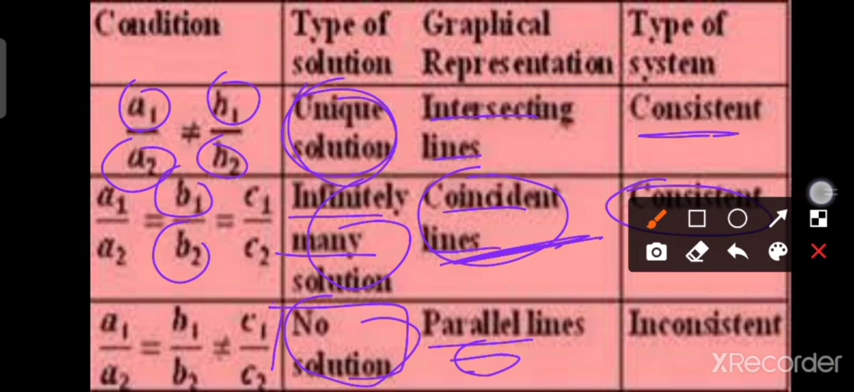 Condition Type of solution Graphical Representation Type of system
a1/a2 ≠ b1/b2 Unique solution Intersecting lines Consistent
a1/a2 = b1/b2 = c1/c2 Infinitely many solution Coincident lines Consistent
a1/a2 = b1/b2 ≠ c1/c2 No solution Parallel lines Inconsistent
XRecorder